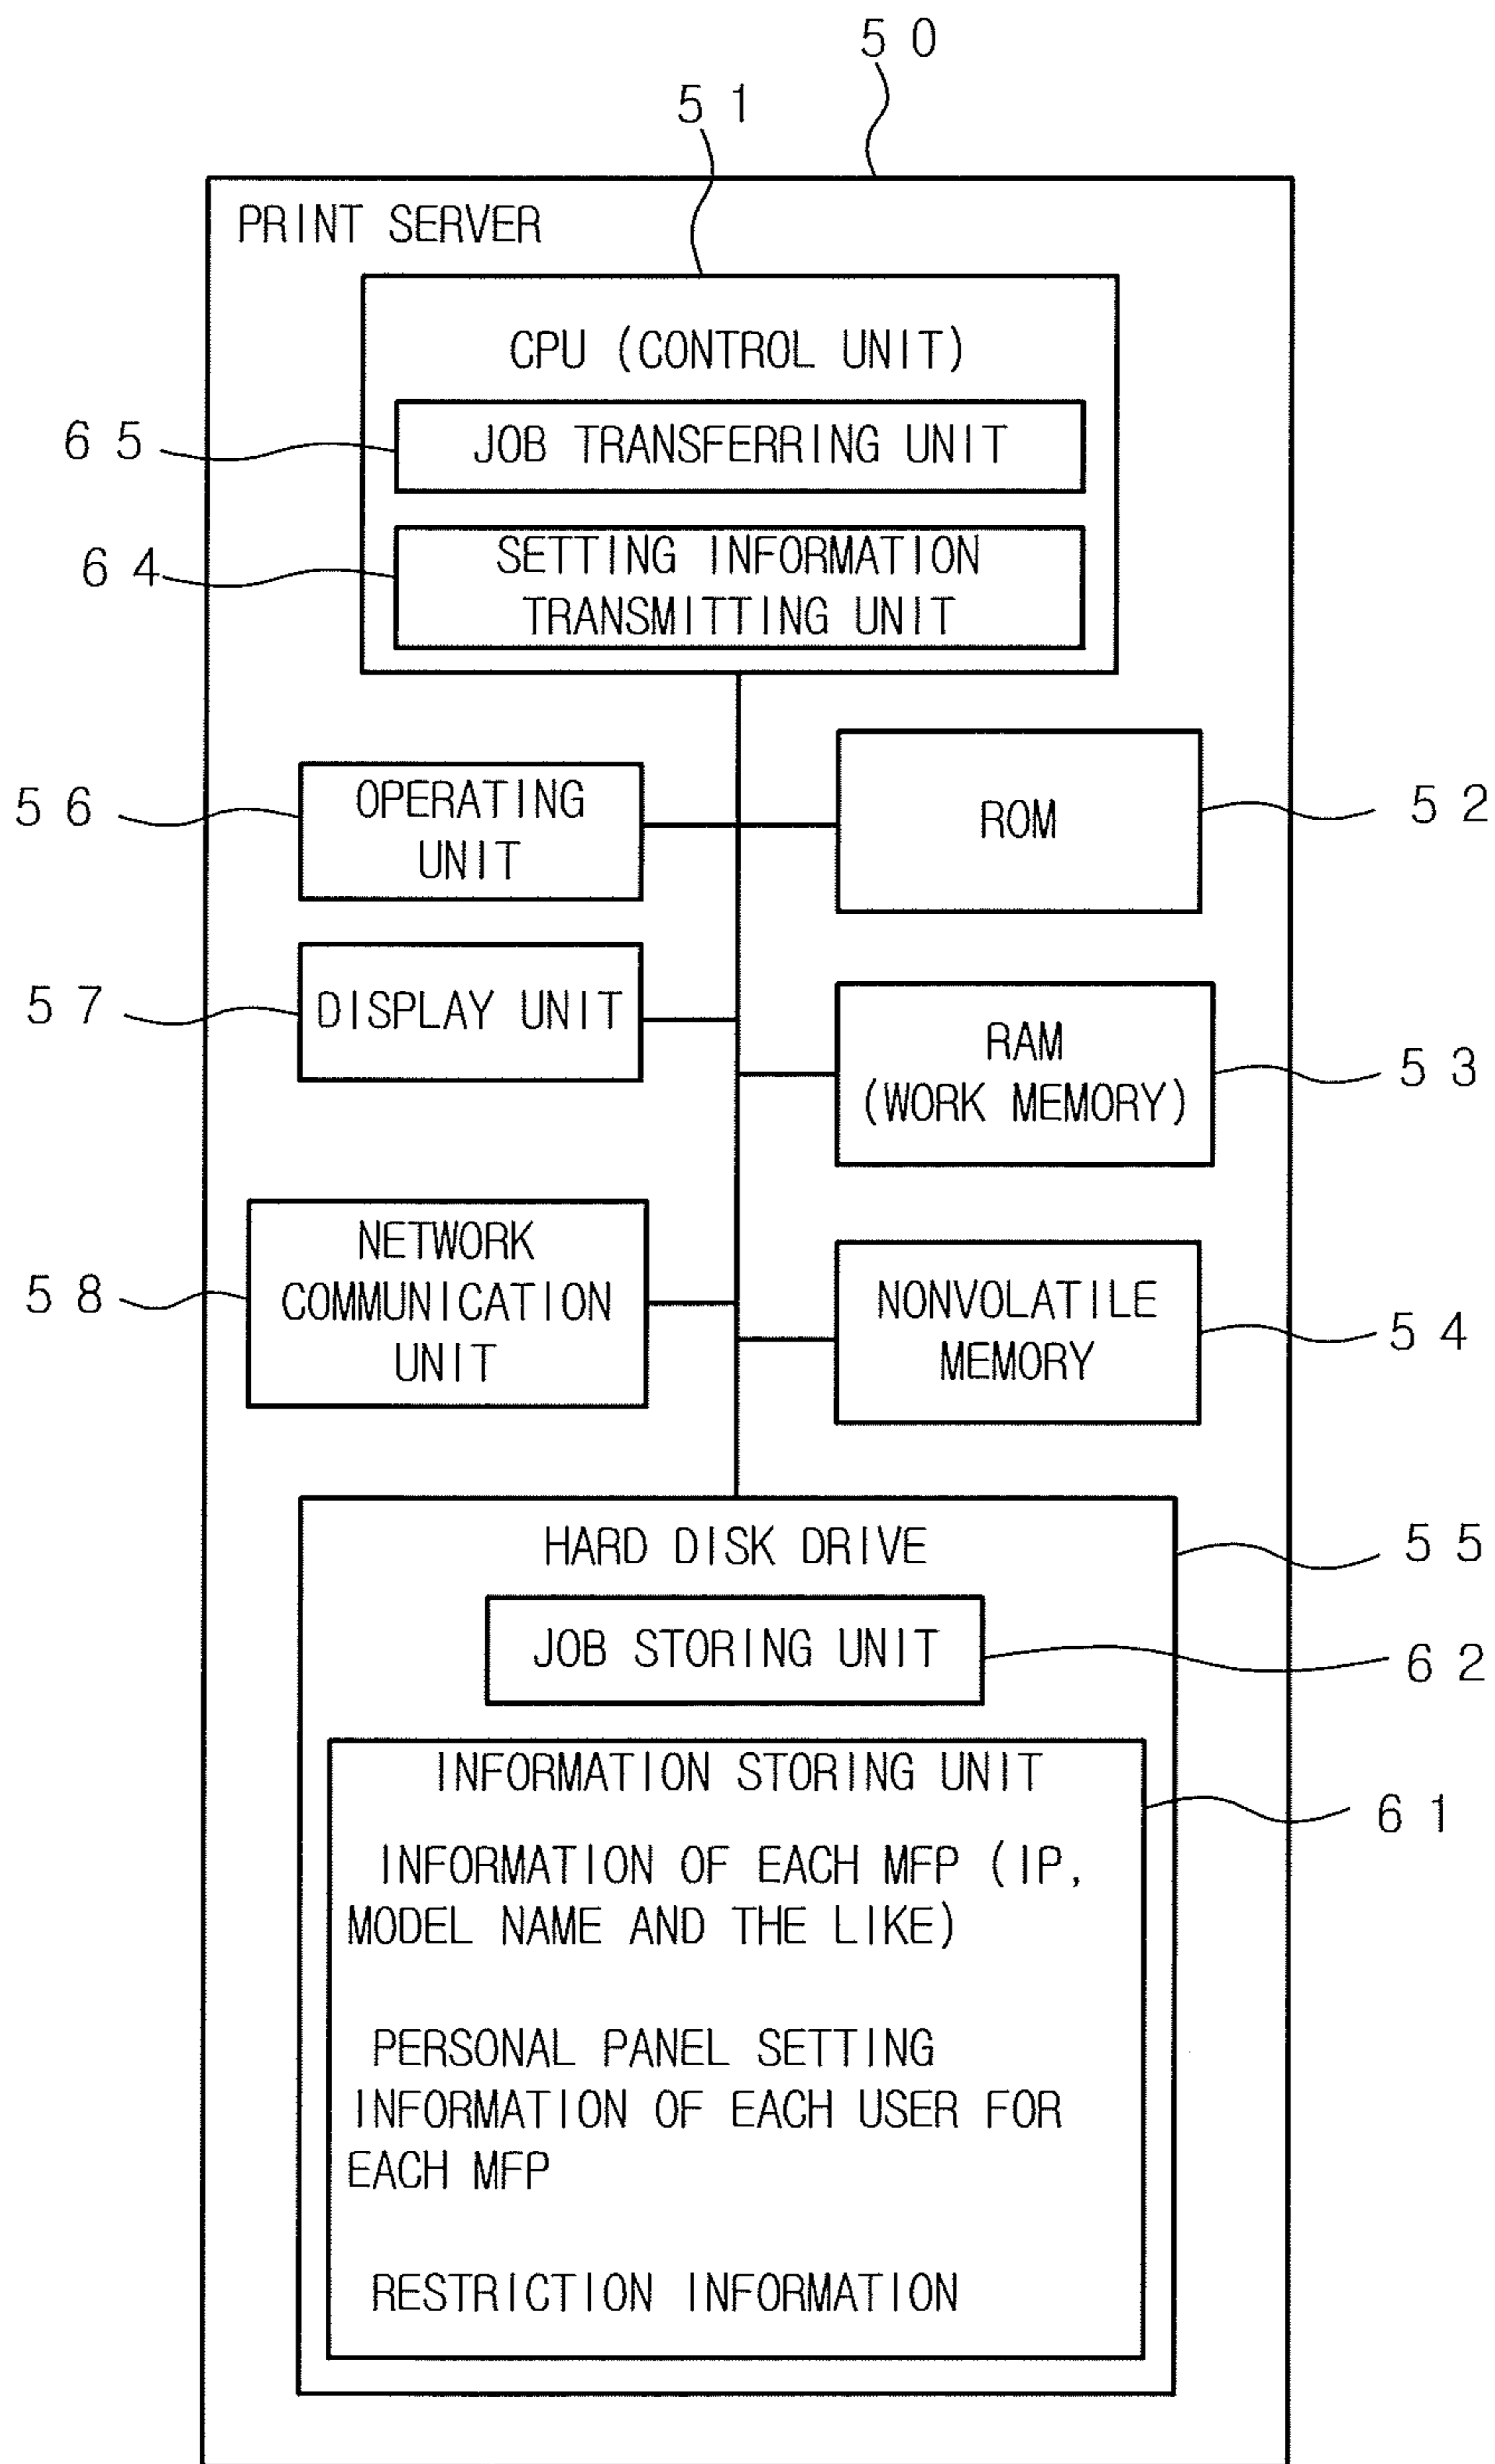 50
51
PRINT SERVER
CPU (CONTROL UNIT)
65
JOB TRANSFERRING UNIT
64
SETTING INFORMATION
TRANSMITTING UNIT
56
OPERATING
UNIT
ROM
52
57
DISPLAY UNIT
RAM
(WORK MEMORY)
53
58
NETWORK
COMMUNICATION
UNIT
NONVOLATILE
MEMORY
54
HARD DISK DRIVE
55
JOB STORING UNIT
62
INFORMATION STORING UNIT
61
INFORMATION OF EACH MFP (IP,
MODEL NAME AND THE LIKE)
PERSONAL PANEL SETTING
INFORMATION OF EACH USER FOR
EACH MFP
RESTRICTION INFORMATION